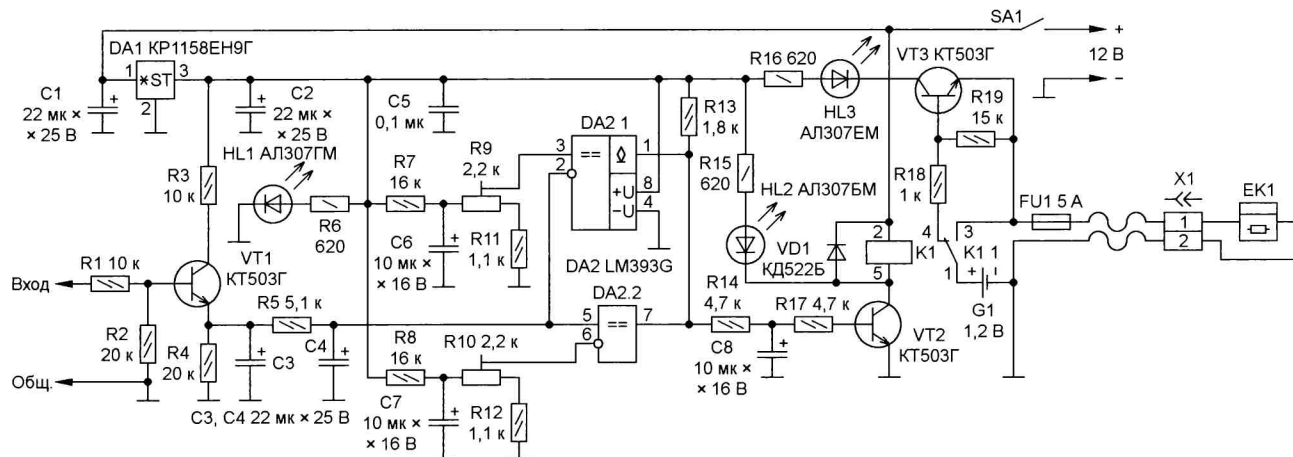 SA1
+
12 В
−
DA1 КР1158ЕН9Г
1
✶ST
3
2
C1
22 мк ×
× 25 В
+
C2
22 мк ×
× 25 В
+
C5
0,1 мк
HL1 АЛ307ГМ
R3
10 к
R6
620
R7
16 к
R9
2,2 к
C6
10 мк ×
× 16 В
+
R11
1,1 к
DA2 1
3
2
==
1
+U
8
−U
4
DA2 LM393G
R13
1,8 к
R16 620
HL3
АЛ307ЕМ
VT3 КТ503Г
R19
15 к
R15
620
HL2 АЛ307БМ
VD1
КД522Б
R18
1 к
2
K1
5
4
3
K1 1
1
+
-
G1
1,2 В
FU1 5 А
X1
1
2
EK1
Вход
R1 10 к
VT1
КТ503Г
R2
20 к
R4
20 к
Общ.
R5 5,1 к
C3
+
C4
+
C3, C4 22 мк × 25 В
R8
16 к
R10 2,2 к
C7
10 мк ×
× 16 В
+
R12
1,1 к
DA2.2
5
6
==
7
R14
4,7 к
R17 4,7 к
C8
10 мк ×
× 16 В
+
VT2
КТ503Г